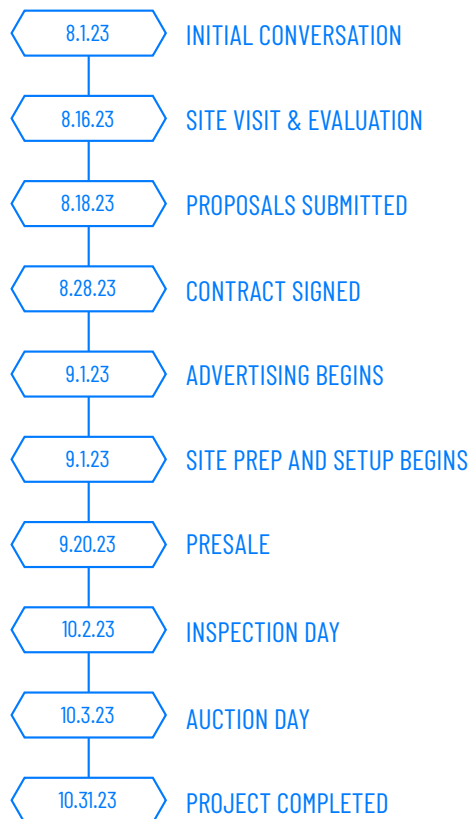 8.1.23 INITIAL CONVERSATION
8.16.23 SITE VISIT & EVALUATION
8.18.23 PROPOSALS SUBMITTED
8.28.23 CONTRACT SIGNED
9.1.23 ADVERTISING BEGINS
9.1.23 SITE PREP AND SETUP BEGINS
9.20.23 PRESALE
10.2.23 INSPECTION DAY
10.3.23 AUCTION DAY
10.31.23 PROJECT COMPLETED